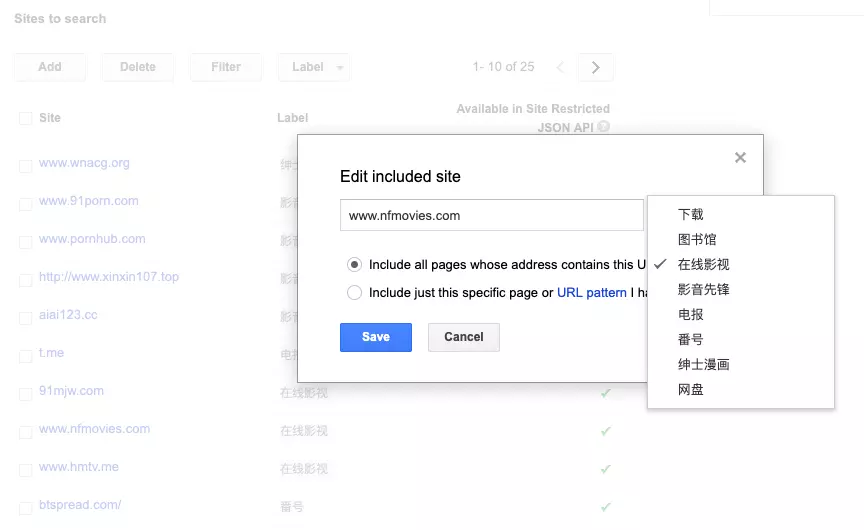 Sites to search
Add Delete Filter Label 1- 10 of 25
Site Label Available in Site Restricted
JSON API
www.wnacg.org 绅士
www.91porn.com 影音
www.pornhub.com 影音
http://www.xinxin107.top 影音
aiai123.cc 影音
t.me 电报
91mjw.com 在线影视
www.nfmovies.com 在线影视
www.hmtv.me 在线影视
btspread.com/ 番号
Edit included site
www.nfmovies.com
Include all pages whose address contains this U
Include just this specific page or URL pattern I ha
Save Cancel
下载
图书馆
在线影视
影音先锋
电报
番号
绅士漫画
网盘